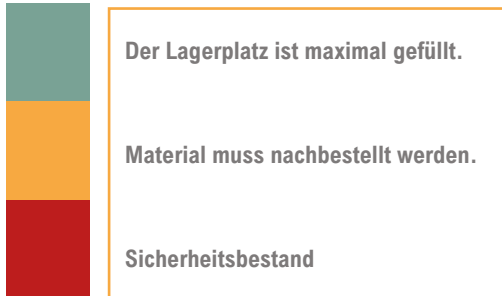 Der Lagerplatz ist maximal gefüllt.
Material muss nachbestellt werden.
Sicherheitsbestand